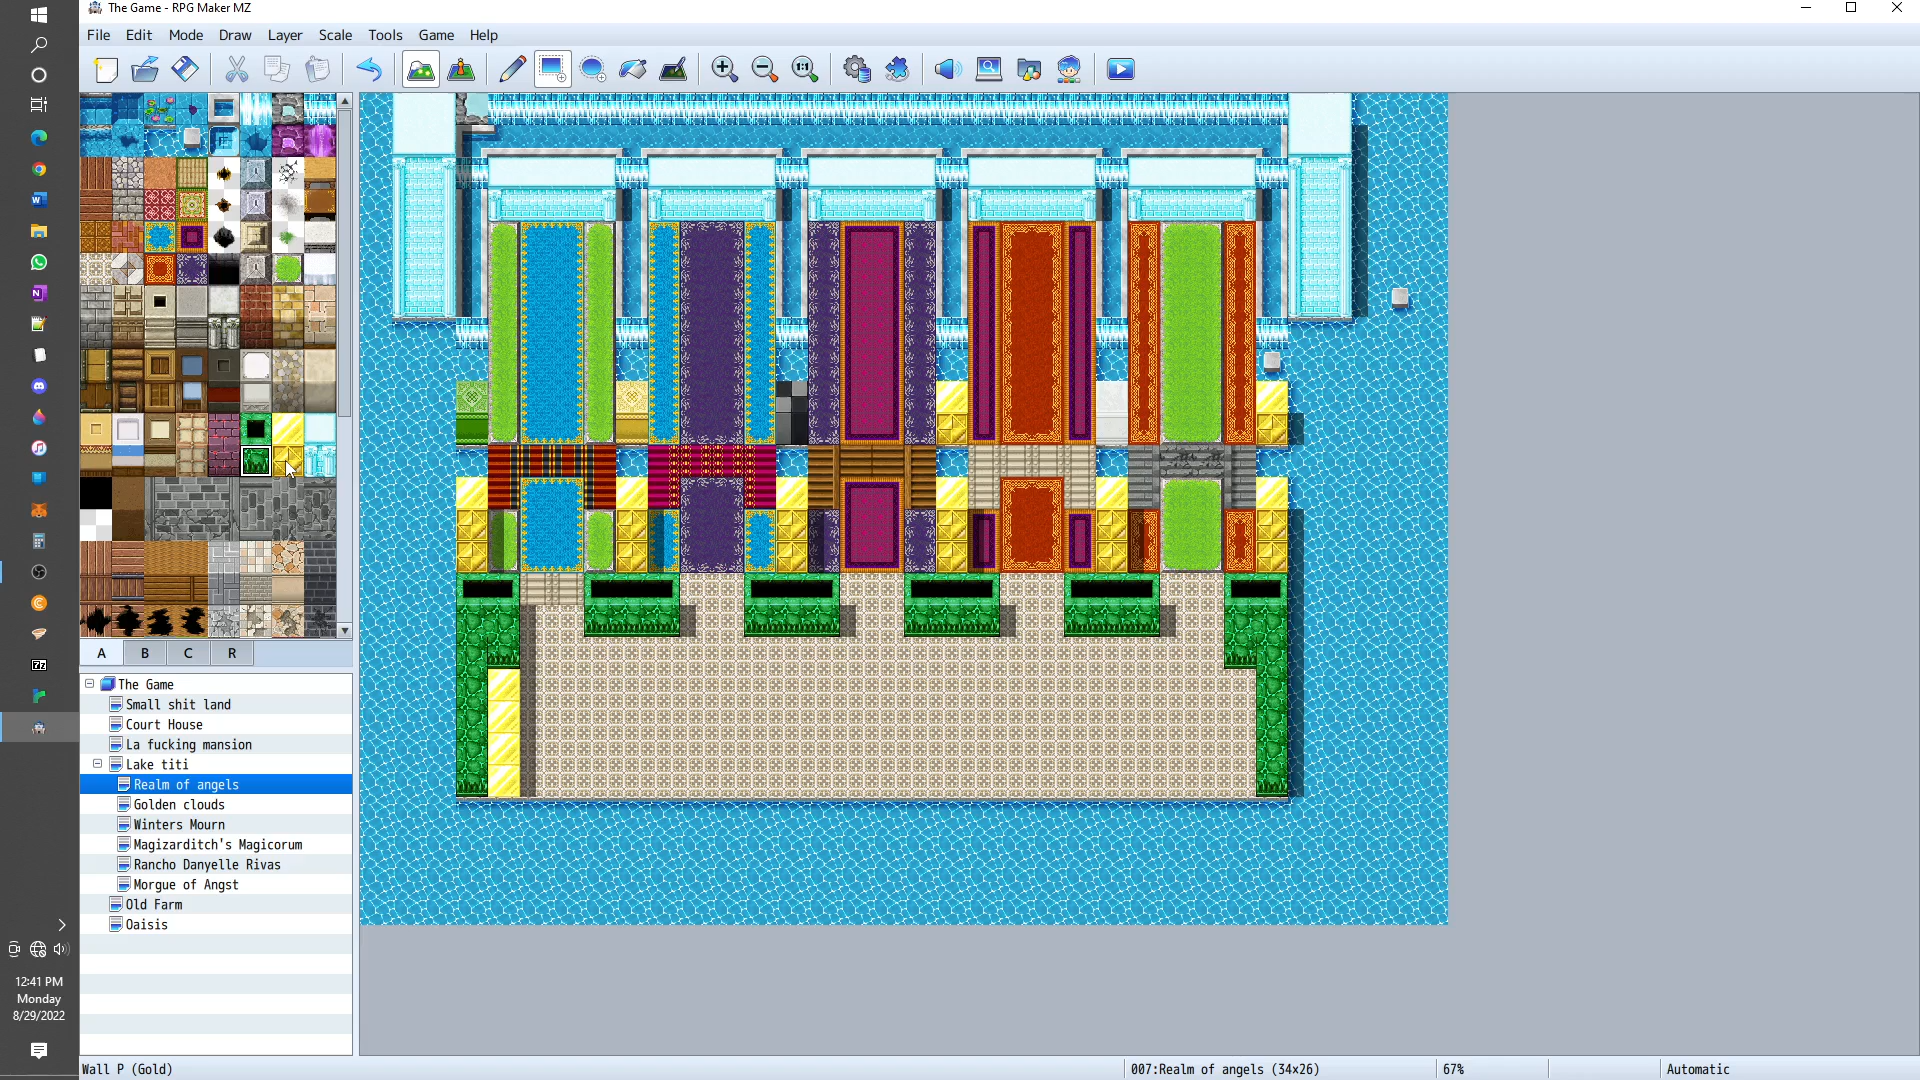 The Game - RPG Maker MZ
File Edit Mode Draw Layer Scale Tools Game Help
1:1
A B C R
The Game
Small shit land
Court House
La fucking mansion
Lake titi
Realm of angels
Golden clouds
Winters Mourn
Magizarditch's Magicorum
Rancho Danyelle Rivas
Morgue of Angst
Old Farm
Oaisis
12:41 PM
Monday
8/29/2022
Wall P (Gold)
007:Realm of angels (34x26)
67%
Automatic